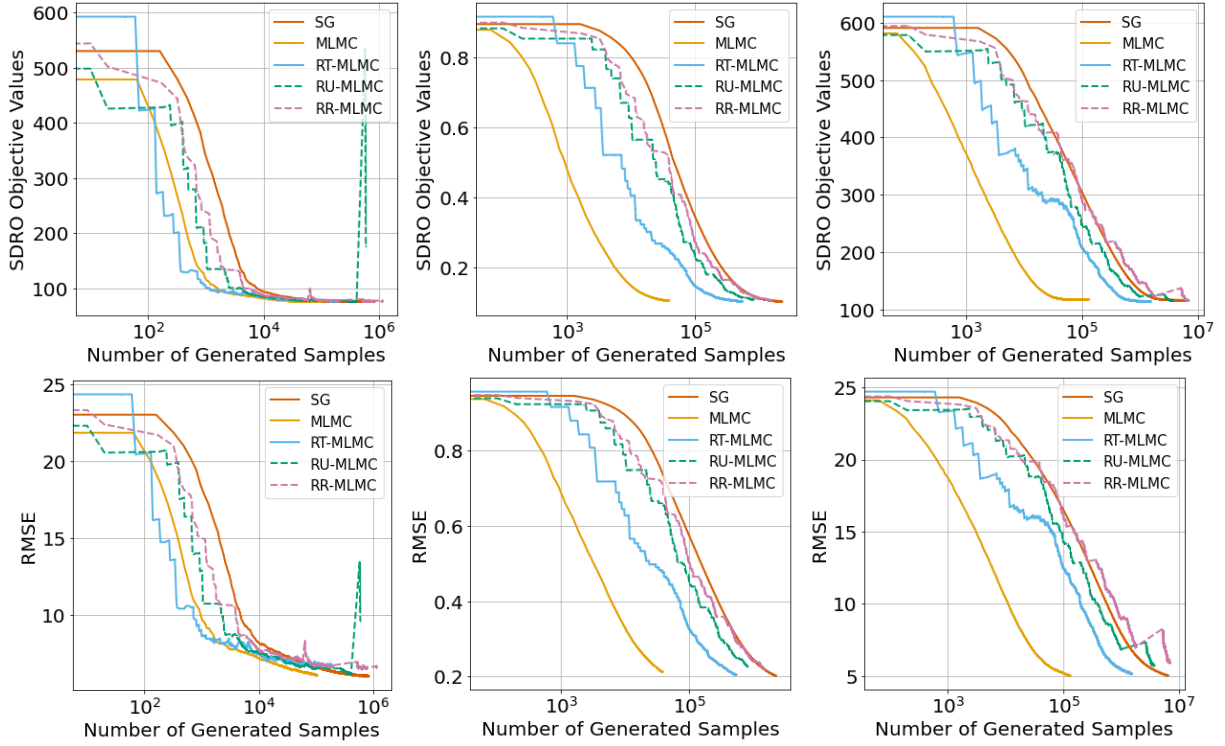 SDRO Objective Values
600
500
400
300
200
100
10^2
10^4
10^6
Number of Generated Samples
SG
MLMC
RT-MLMC
RU-MLMC
RR-MLMC
SDRO Objective Values
0.8
0.6
0.4
0.2
10^3
10^5
Number of Generated Samples
SG
MLMC
RT-MLMC
RU-MLMC
RR-MLMC
SDRO Objective Values
600
500
400
300
200
100
10^3
10^5
10^7
Number of Generated Samples
SG
MLMC
RT-MLMC
RU-MLMC
RR-MLMC
RMSE
25
20
15
10
10^2
10^4
10^6
Number of Generated Samples
SG
MLMC
RT-MLMC
RU-MLMC
RR-MLMC
RMSE
0.8
0.6
0.4
0.2
10^3
10^5
Number of Generated Samples
SG
MLMC
RT-MLMC
RU-MLMC
RR-MLMC
RMSE
25
20
15
10
5
10^3
10^5
10^7
Number of Generated Samples
SG
MLMC
RT-MLMC
RU-MLMC
RR-MLMC